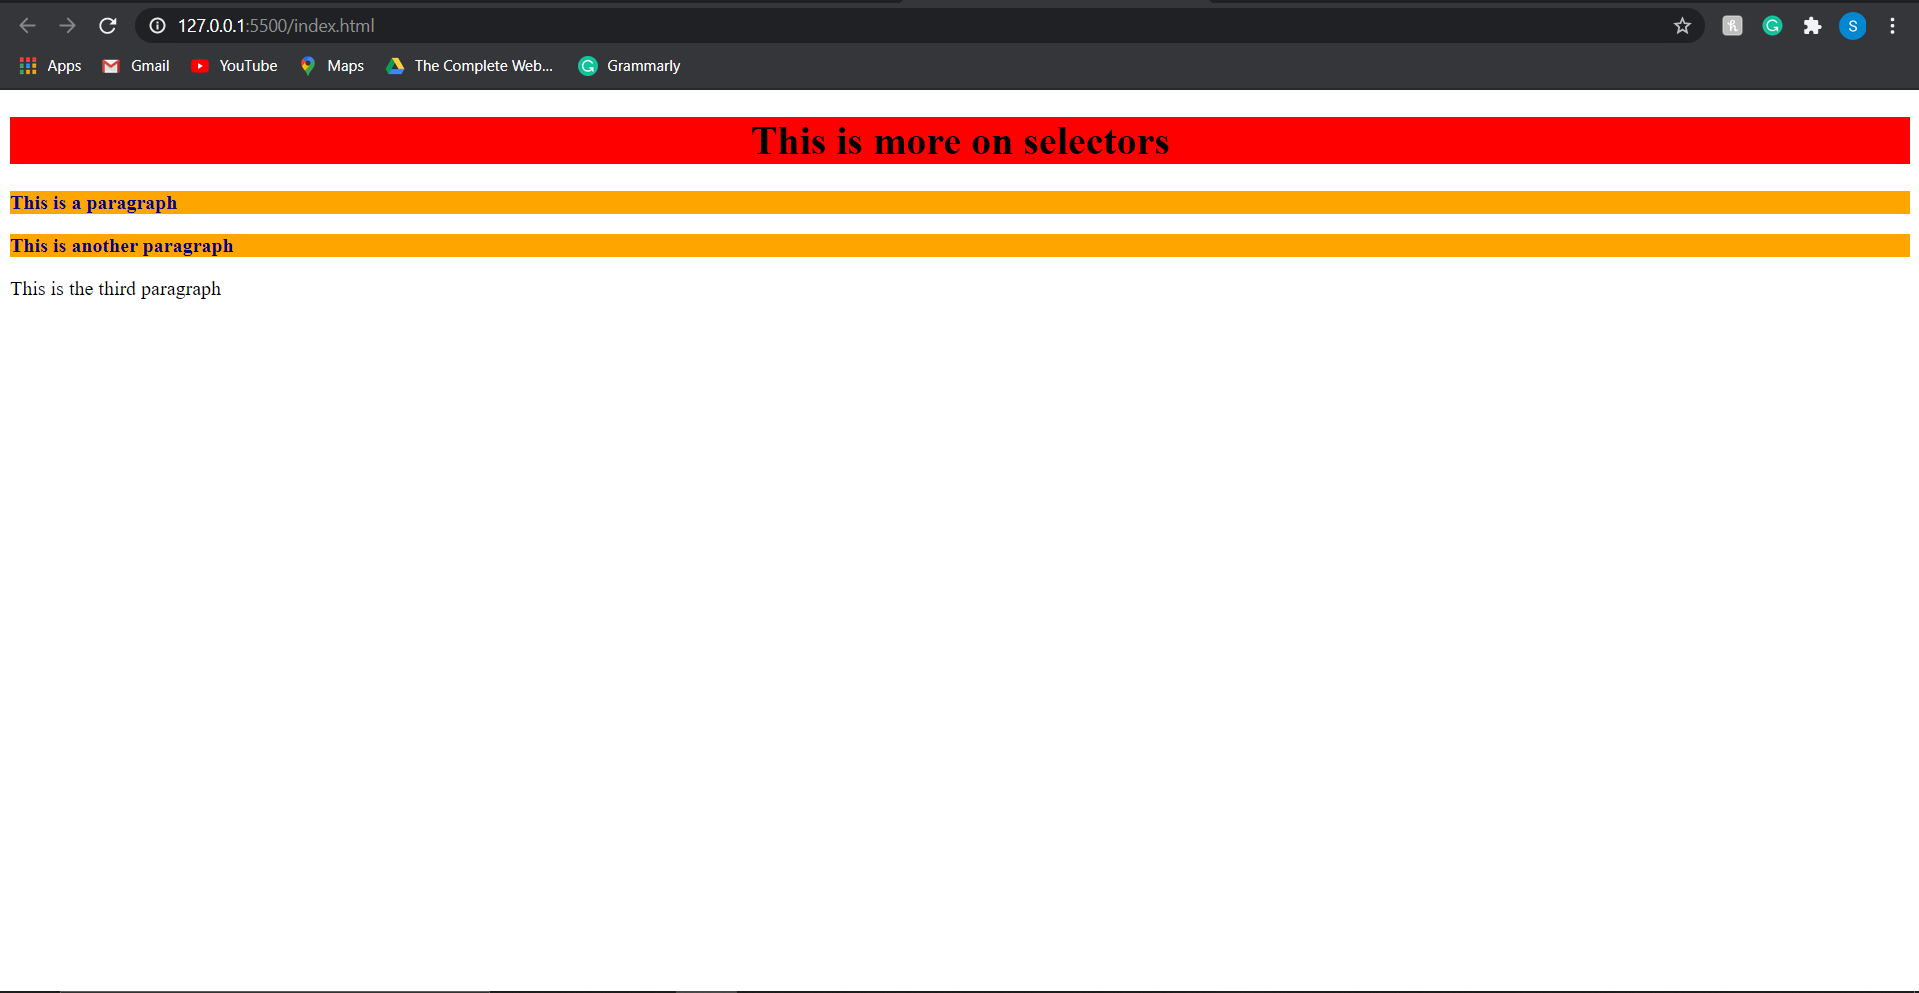 127.0.0.1:5500/index.html
S
Apps Gmail YouTube Maps The Complete Web... Grammarly
This is more on selectors
This is a paragraph
This is another paragraph
This is the third paragraph